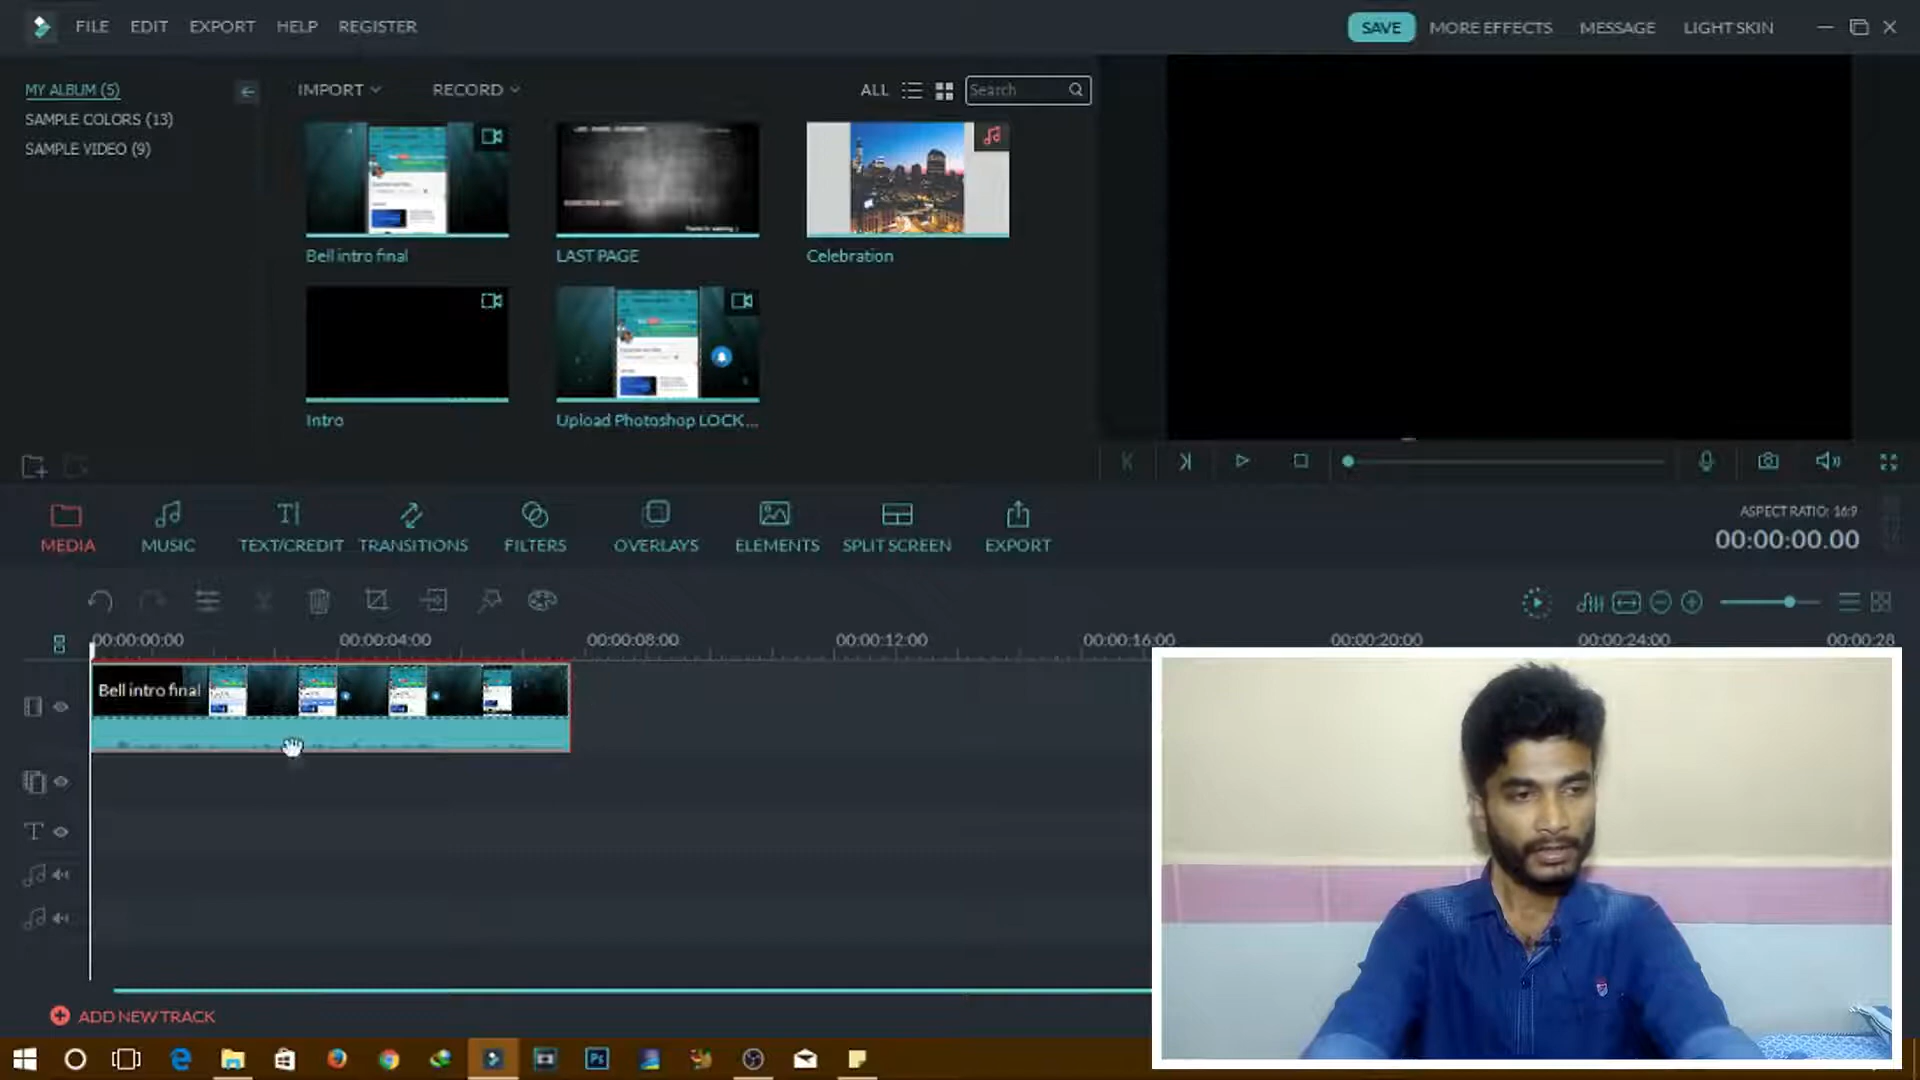 FILE EDIT EXPORT HELP REGISTER
SAVE MORE EFFECTS MESSAGE LIGHT SKIN
MY ALBUM (5)
SAMPLE COLORS (13)
SAMPLE VIDEO (9)
IMPORT RECORD ALL Search
Bell intro final LAST PAGE Celebration
Intro Upload Photoshop LOCK...
MEDIA MUSIC TEXT/CREDIT TRANSITIONS FILTERS OVERLAYS ELEMENTS SPLIT SCREEN EXPORT
ASPECT RATIO: 16:9
00:00:00.00
00:00:00:00 00:00:04:00 00:00:08:00 00:00:12:00 00:00:16:00 00:00:20:00 00:00:24:00 00:00:28
Bell intro final
ADD NEW TRACK
Ps